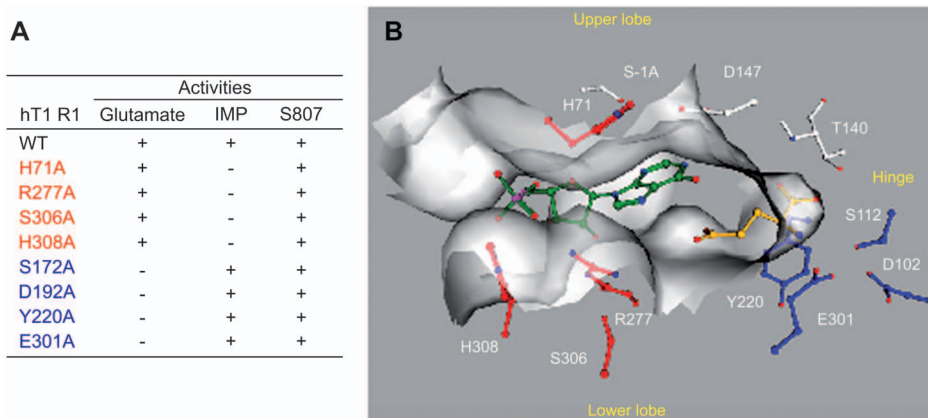 A
Activities
hT1 R1 Glutamate IMP S807
WT + + +
H71A + - +
R277A + - +
S306A + - +
H308A + - +
S172A - + +
D192A - + +
Y220A - + +
E301A - + +
B
Upper lobe
S-1A
D147
H71
T140
Hinge
S112
D102
Y220
E301
R277
H308
S306
Lower lobe